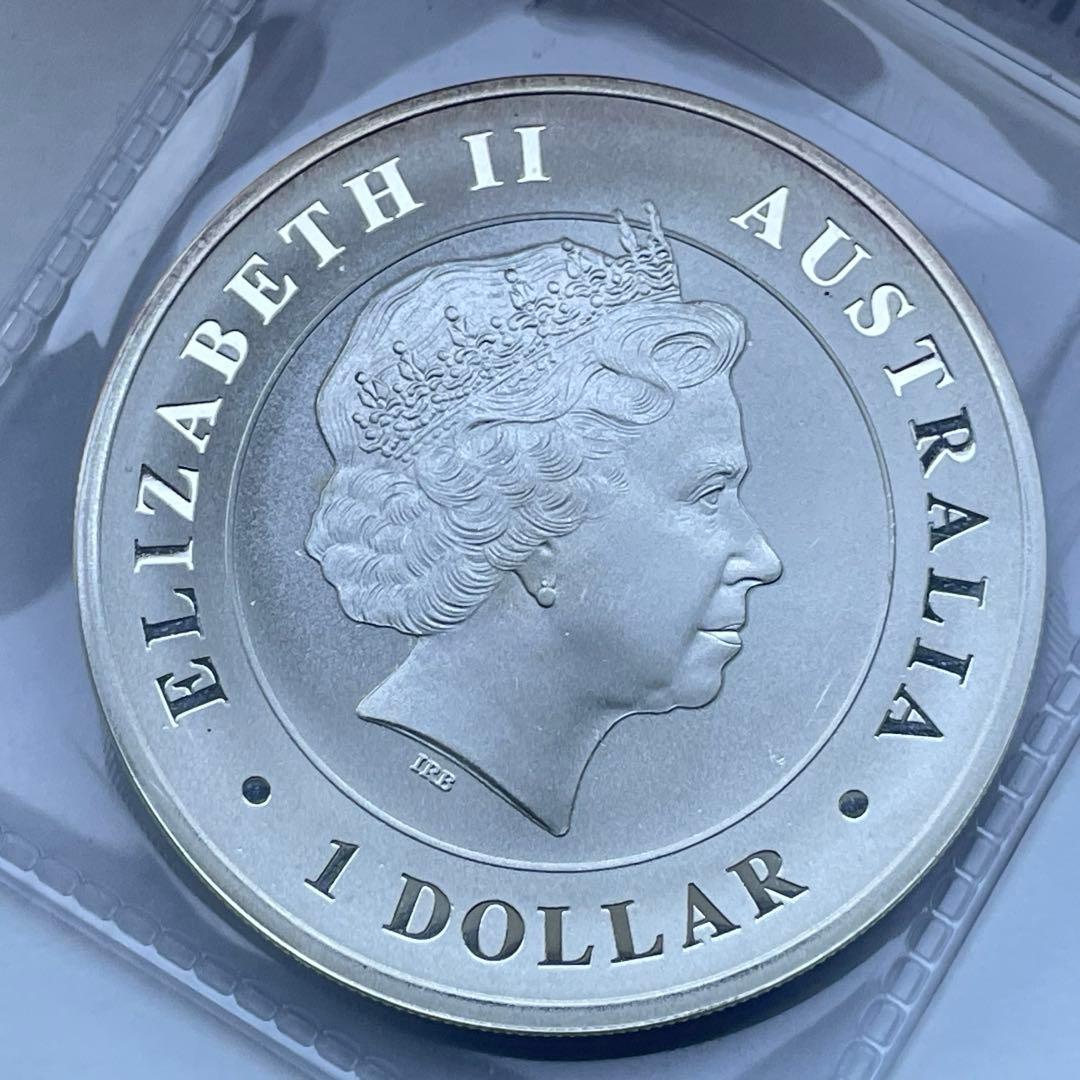 ELIZABETH II
AUSTRALIA
IRB
• 1 DOLLAR •